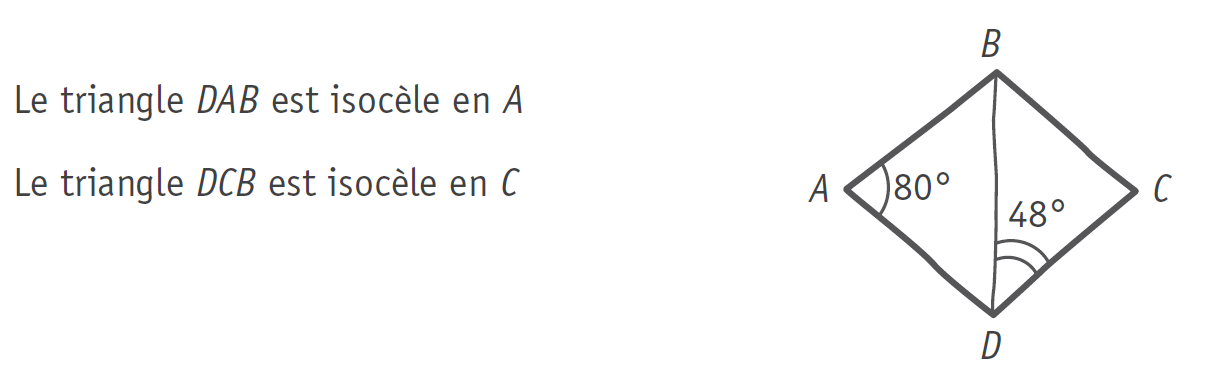 Le triangle DAB est isocèle en A
Le triangle DCB est isocèle en C
B
A
80°
C
48°
D